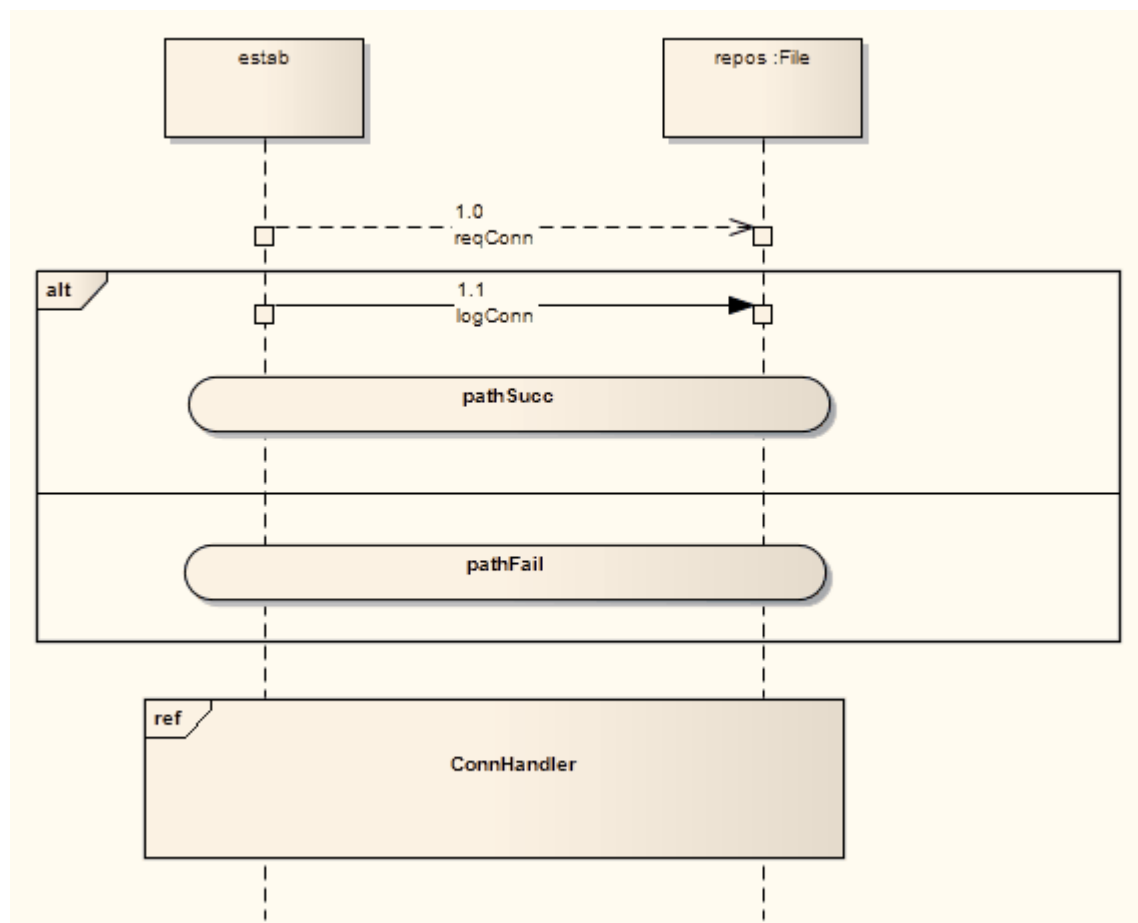 estab
repos :File
1.0
reqConn
alt
1.1
logConn
pathSucc
pathFail
ref
ConnHandler